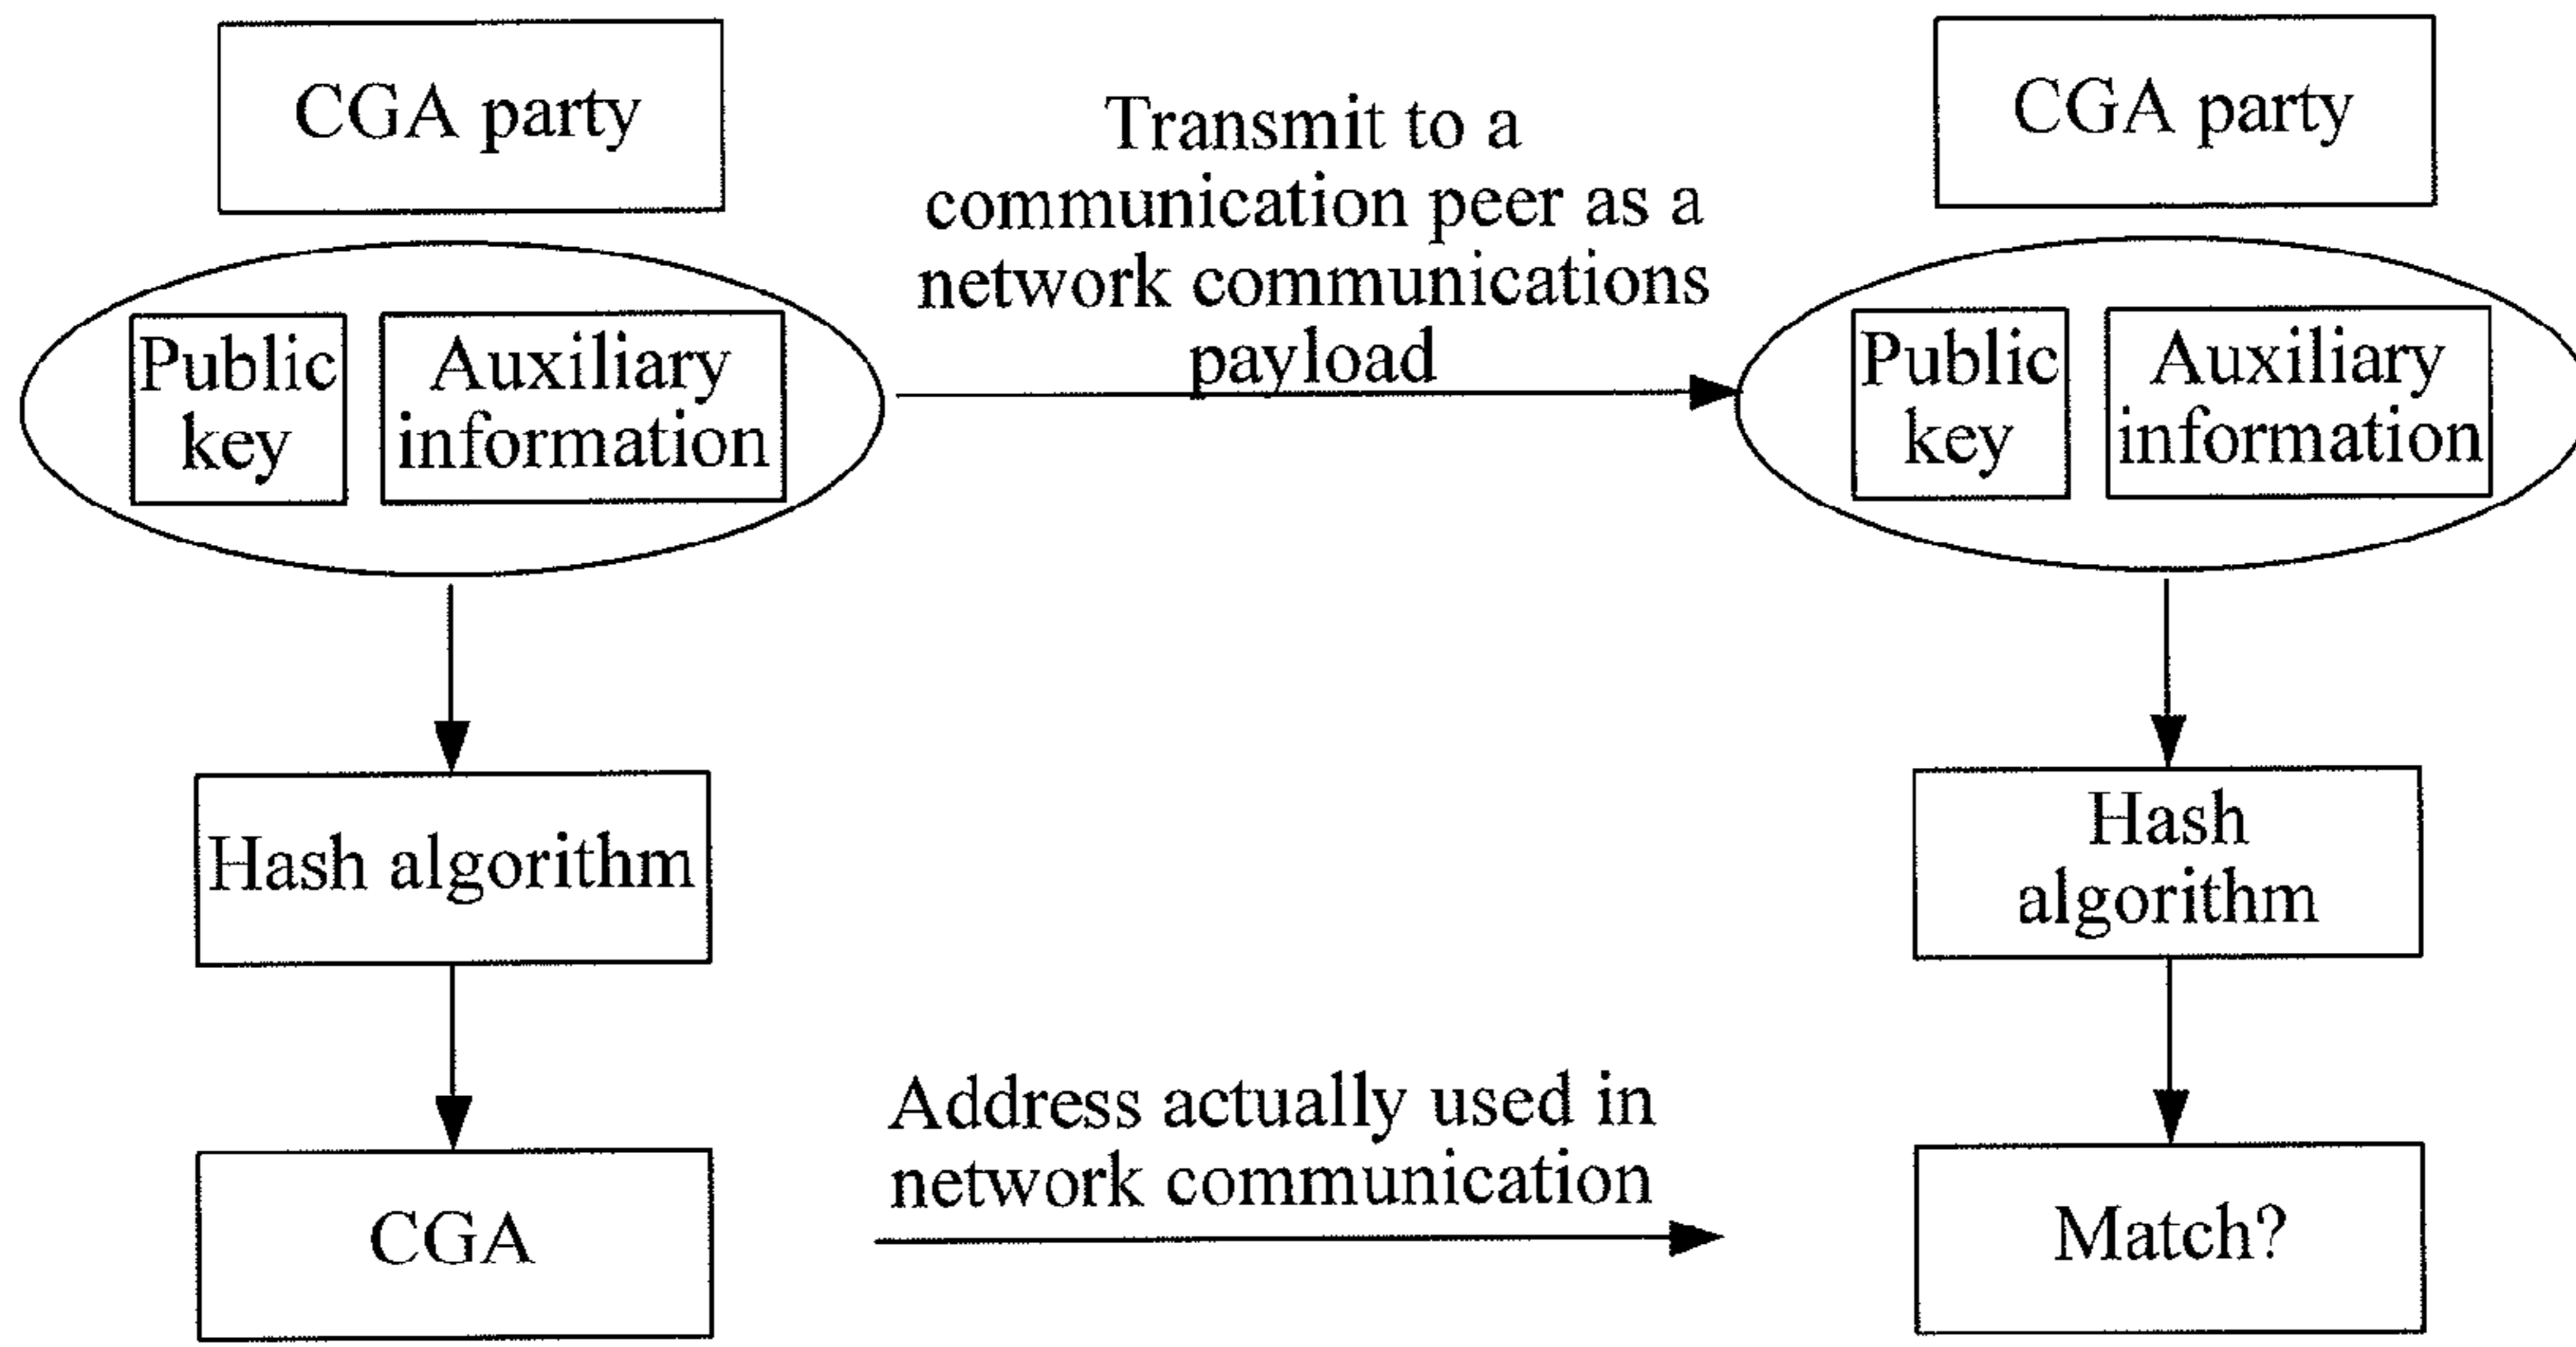 CGA party
Transmit to a
communication peer as a
network communications
payload
CGA party
Public
key
Auxiliary
information
Public
key
Auxiliary
information
Hash algorithm
Hash
algorithm
Address actually used in
network communication
CGA
Match?